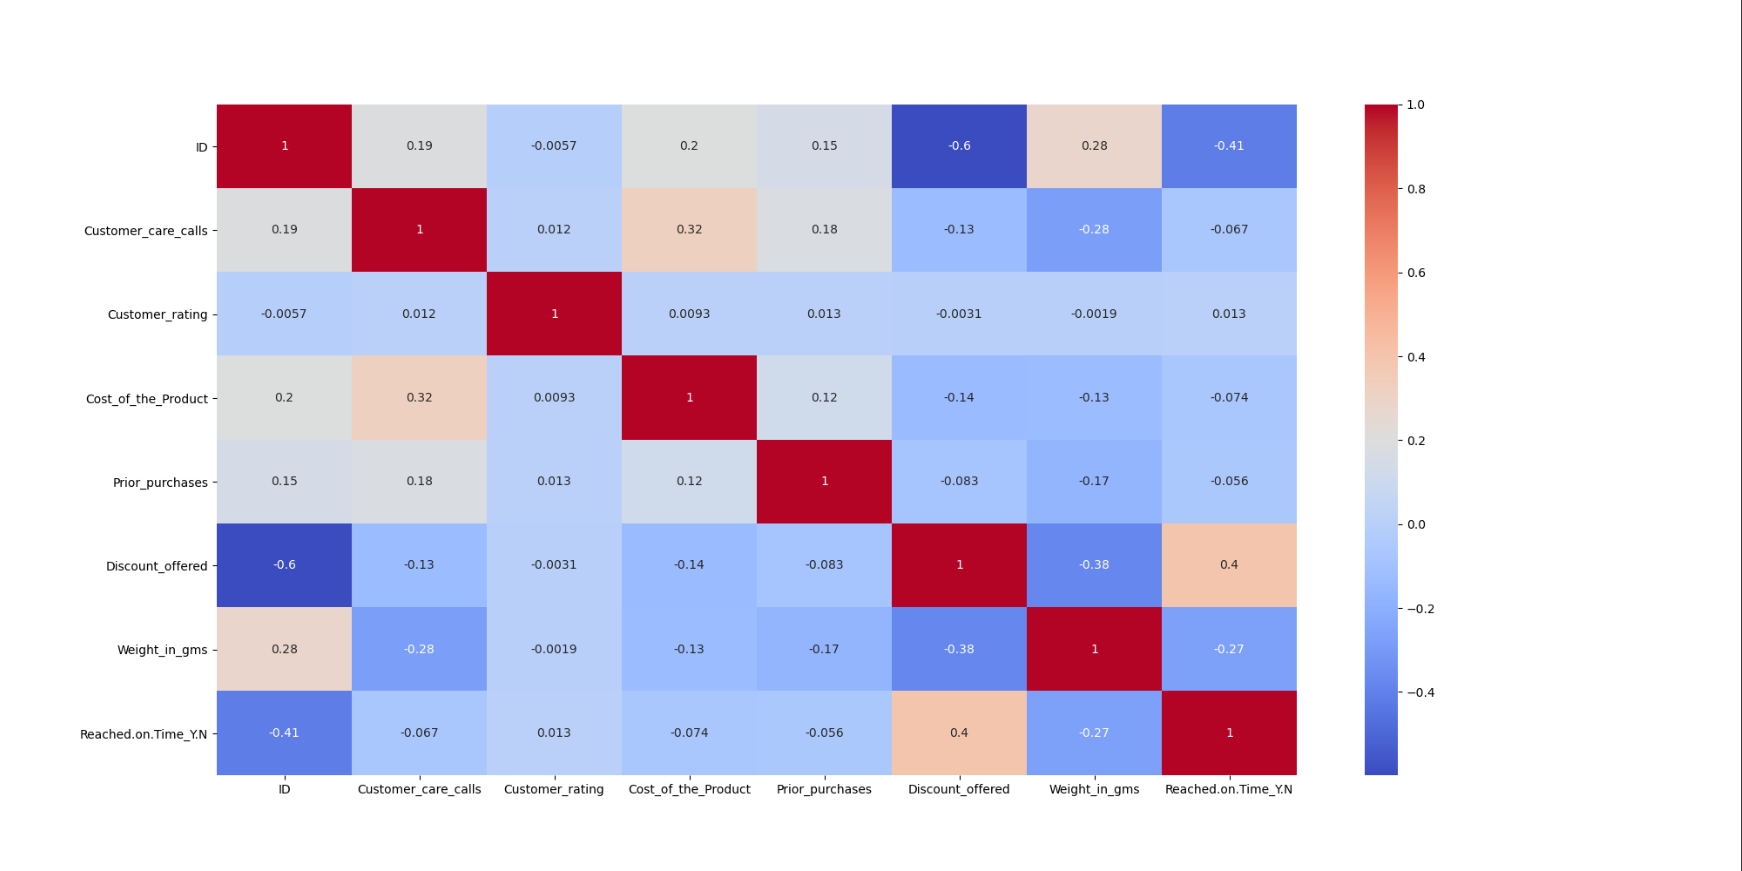 1.0
ID 1 0.19 -0.0057 0.2 0.15 -0.6 0.28 -0.41
0.8
Customer_care_calls 0.19 1 0.012 0.32 0.18 -0.13 -0.28 -0.067
0.6
Customer_rating -0.0057 0.012 1 0.0093 0.013 -0.0031 -0.0019 0.013
0.4
Cost_of_the_Product 0.2 0.32 0.0093 1 0.12 -0.14 -0.13 -0.074
0.2
Prior_purchases 0.15 0.18 0.013 0.12 1 -0.083 -0.17 -0.056
0.0
Discount_offered -0.6 -0.13 -0.0031 -0.14 -0.083 1 -0.38 0.4
−0.2
Weight_in_gms 0.28 -0.28 -0.0019 -0.13 -0.17 -0.38 1 -0.27
−0.4
Reached.on.Time_Y.N -0.41 -0.067 0.013 -0.074 -0.056 0.4 -0.27 1
ID Customer_care_calls Customer_rating Cost_of_the_Product Prior_purchases Discount_offered Weight_in_gms Reached.on.Time_Y.N